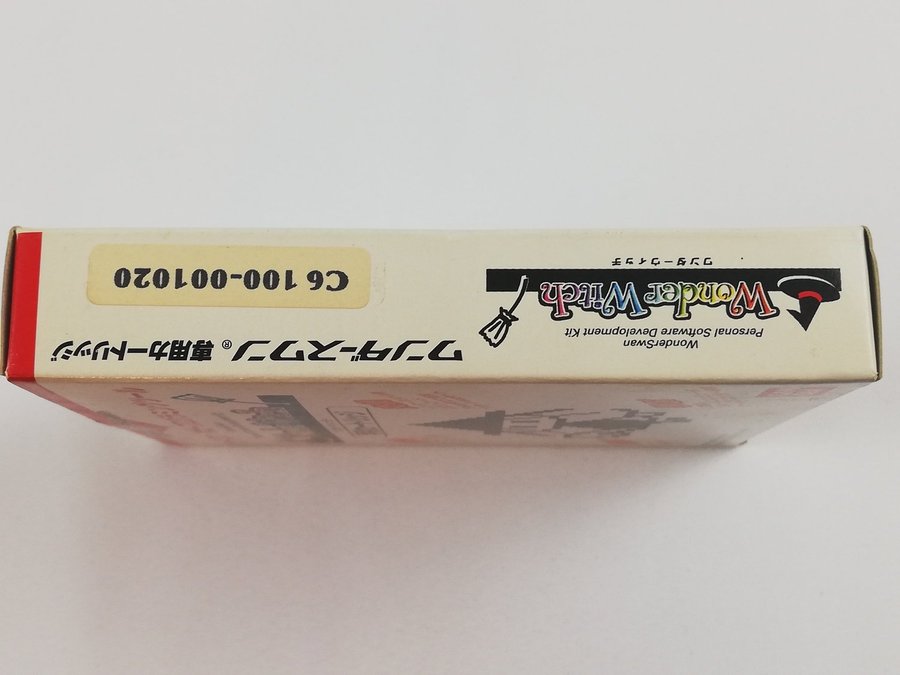 WonderSwan
Personal Software Development Kit
Wonder Witch
ワンダーウィッチ
ワンダースワン® 専用カートリッジ
C6 100-001020